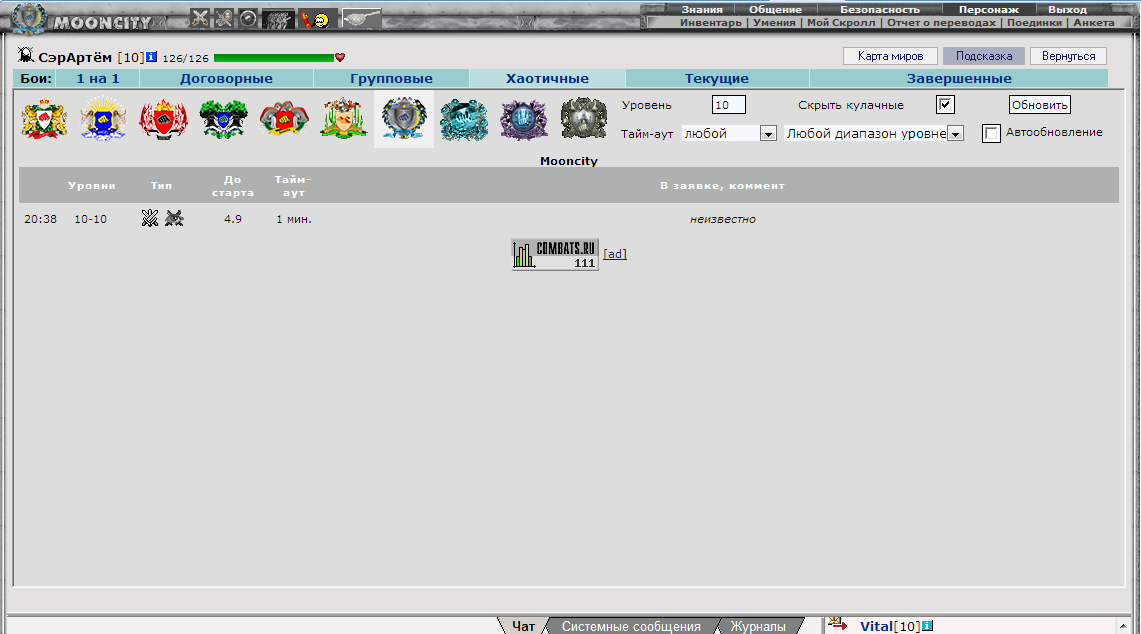 MOONCITY
Знания Общение Безопасность Персонаж Выход
Инвентарь | Умения | Мой Скролл | Отчет о переводах | Поединки | Анкета
СэрАртём [10] i 126/126
Карта миров Подсказка Вернуться
Бои: 1 на 1 Договорные Групповые Хаотичные Текущие Завершенные
Уровень 10 Скрыть кулачные Обновить
Тайм-аут любой Любой диапазон уровне Автообновление
Mooncity
Уровни Тип До старта Тайм-аут В заявке, коммент
20:38 10-10 4.9 1 мин. неизвестно
COMBATS.RU
111
[ad]
Чат Системные сообщения Журналы Vital[10] i